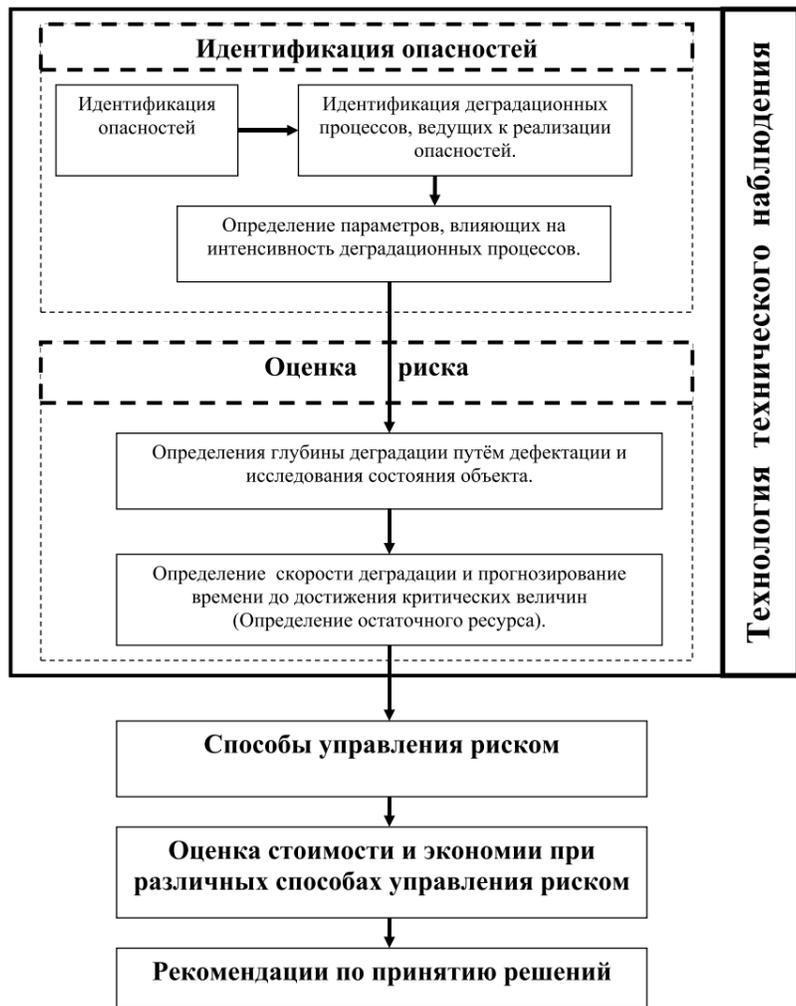 Идентификация опасностей
Идентификация
опасностей
Идентификация деградационных
процессов, ведущих к реализации
опасностей.
Определение параметров, влияющих на
интенсивность деградационных процессов.
Оценка риска
Определения глубины деградации путём дефектации и
исследования состояния объекта.
Определение скорости деградации и прогнозирование
времени до достижения критических величин
(Определение остаточного ресурса).
Технология технического наблюдения
Способы управления риском
Оценка стоимости и экономии при
различных способах управления риском
Рекомендации по принятию решений